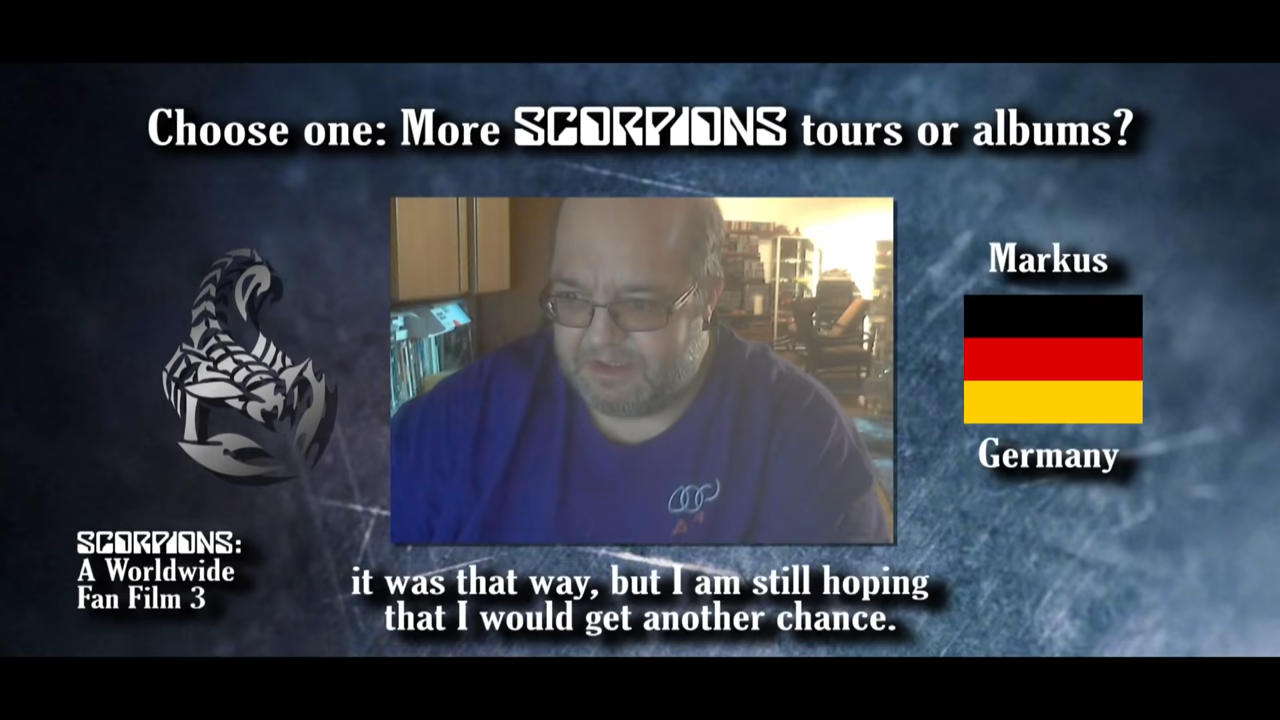 Choose one: More SCORPIONS tours or albums?
Markus
Germany
SCORPIONS:
A Worldwide
Fan Film 3
it was that way, but I am still hoping
that I would get another chance.